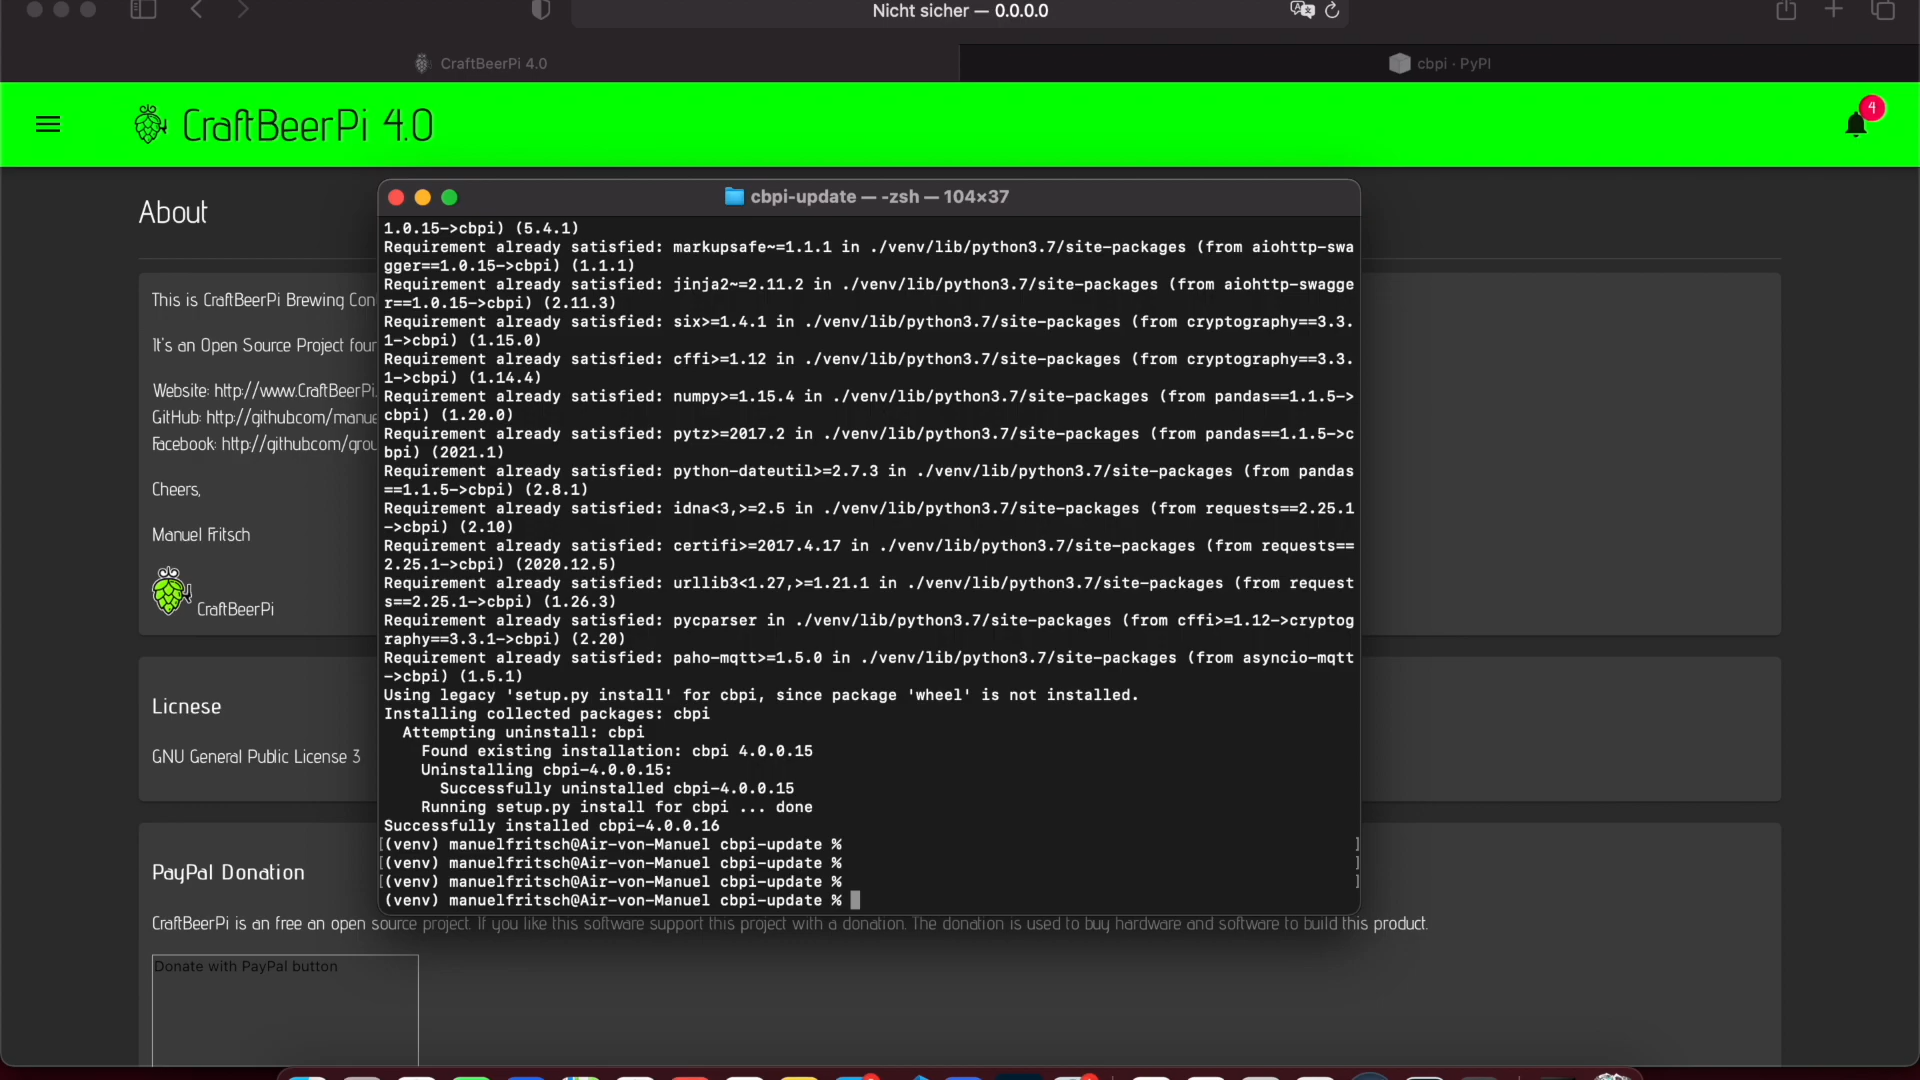 Nicht sicher — 0.0.0.0
CraftBeerPi 4.0
cbpi · PyPI
CraftBeerPi 4.0
4
About
cbpi-update — -zsh — 104×37
1.0.15->cbpi) (5.4.1)
Requirement already satisfied: markupsafe~=1.1.1 in ./venv/lib/python3.7/site-packages (from aiohttp-swa
gger==1.0.15->cbpi) (1.1.1)
Requirement already satisfied: jinja2~=2.11.2 in ./venv/lib/python3.7/site-packages (from aiohttp-swagge
r==1.0.15->cbpi) (2.11.3)
Requirement already satisfied: six>=1.4.1 in ./venv/lib/python3.7/site-packages (from cryptography==3.3.
1->cbpi) (1.15.0)
Requirement already satisfied: cffi>=1.12 in ./venv/lib/python3.7/site-packages (from cryptography==3.3.
1->cbpi) (1.14.4)
Requirement already satisfied: numpy>=1.15.4 in ./venv/lib/python3.7/site-packages (from pandas==1.1.5->
cbpi) (1.20.0)
Requirement already satisfied: pytz>=2017.2 in ./venv/lib/python3.7/site-packages (from pandas==1.1.5->c
bpi) (2021.1)
Requirement already satisfied: python-dateutil>=2.7.3 in ./venv/lib/python3.7/site-packages (from pandas
==1.1.5->cbpi) (2.8.1)
Requirement already satisfied: idna<3,>=2.5 in ./venv/lib/python3.7/site-packages (from requests==2.25.1
->cbpi) (2.10)
Requirement already satisfied: certifi>=2017.4.17 in ./venv/lib/python3.7/site-packages (from requests==
2.25.1->cbpi) (2020.12.5)
Requirement already satisfied: urllib3<1.27,>=1.21.1 in ./venv/lib/python3.7/site-packages (from request
s==2.25.1->cbpi) (1.26.3)
Requirement already satisfied: pycparser in ./venv/lib/python3.7/site-packages (from cffi>=1.12->cryptog
raphy==3.3.1->cbpi) (2.20)
Requirement already satisfied: paho-mqtt>=1.5.0 in ./venv/lib/python3.7/site-packages (from asyncio-mqtt
->cbpi) (1.5.1)
Using legacy 'setup.py install' for cbpi, since package 'wheel' is not installed.
Installing collected packages: cbpi
Attempting uninstall: cbpi
Found existing installation: cbpi 4.0.0.15
Uninstalling cbpi-4.0.0.15:
Successfully uninstalled cbpi-4.0.0.15
Running setup.py install for cbpi ... done
Successfully installed cbpi-4.0.0.16
[(venv) manuelfritsch@Air-von-Manuel cbpi-update % ]
[(venv) manuelfritsch@Air-von-Manuel cbpi-update % ]
[(venv) manuelfritsch@Air-von-Manuel cbpi-update % ]
(venv) manuelfritsch@Air-von-Manuel cbpi-update %
This is CraftBeerPi Brewing Con
It's an Open Source Project foun
Website: http://www.CraftBeerPi.
GitHub: http://github.com/manue
Facebook: http://github.com/grou
Cheers,
Manuel Fritsch
CraftBeerPi
Licnese
GNU General Public License 3
PayPal Donation
CraftBeerPi is an free an open source project. If you like this software support this project with a donation. The donation is used to buy hardware and software to build this product.
Donate with PayPal button